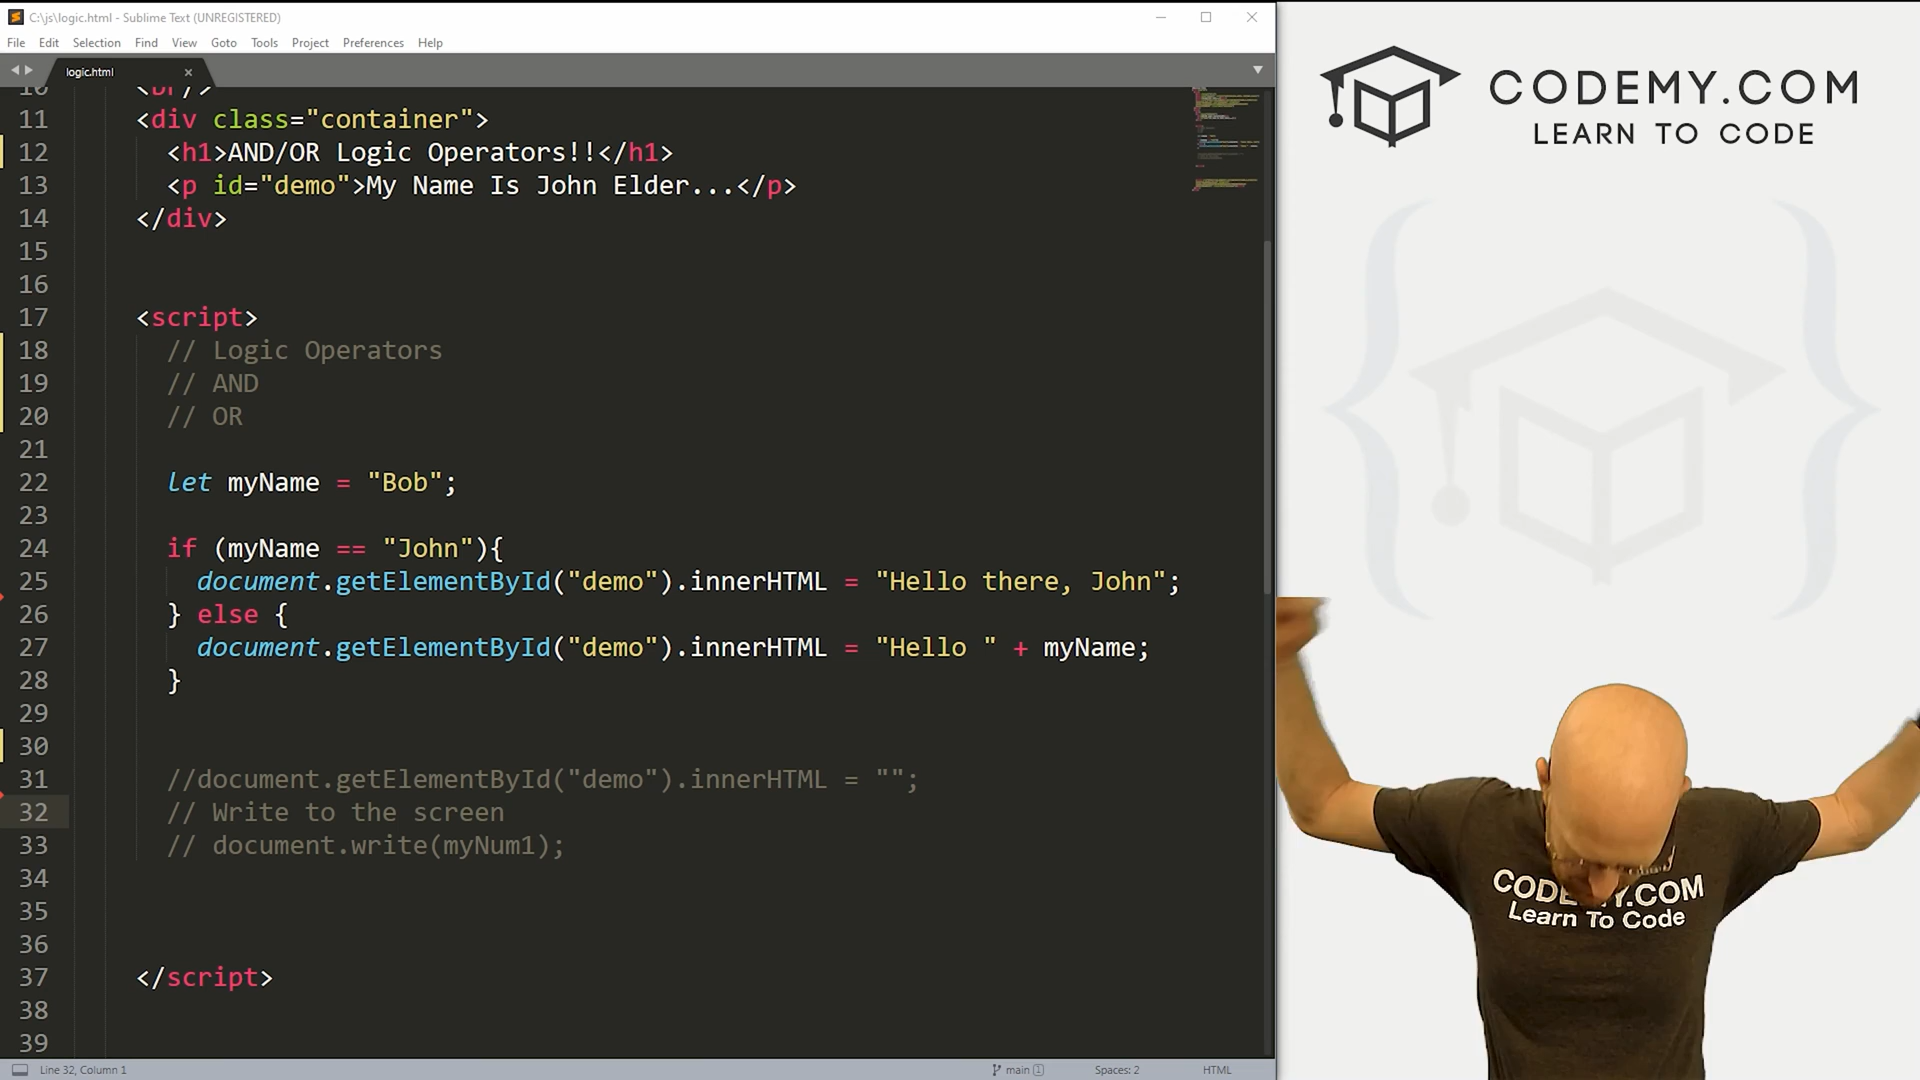 C:\js\logic.html - Sublime Text (UNREGISTERED)
File Edit Selection Find View Goto Tools Project Preferences Help
logic.html
10 <br/>
11 <div class="container">
12 <h1>AND/OR Logic Operators!!</h1>
13 <p id="demo">My Name Is John Elder...</p>
14 </div>
15
16
17 <script>
18 // Logic Operators
19 // AND
20 // OR
21
22 let myName = "Bob";
23
24 if (myName == "John"){
25 document.getElementById("demo").innerHTML = "Hello there, John";
26 } else {
27 document.getElementById("demo").innerHTML = "Hello " + myName;
28 }
29
30
31 //document.getElementById("demo").innerHTML = "";
32 // Write to the screen
33 // document.write(myNum1);
34
35
36
37 </script>
38
39
Line 32, Column 1 main 1 Spaces: 2 HTML
CODEMY.COM
LEARN TO CODE
.COM
Learn To Code